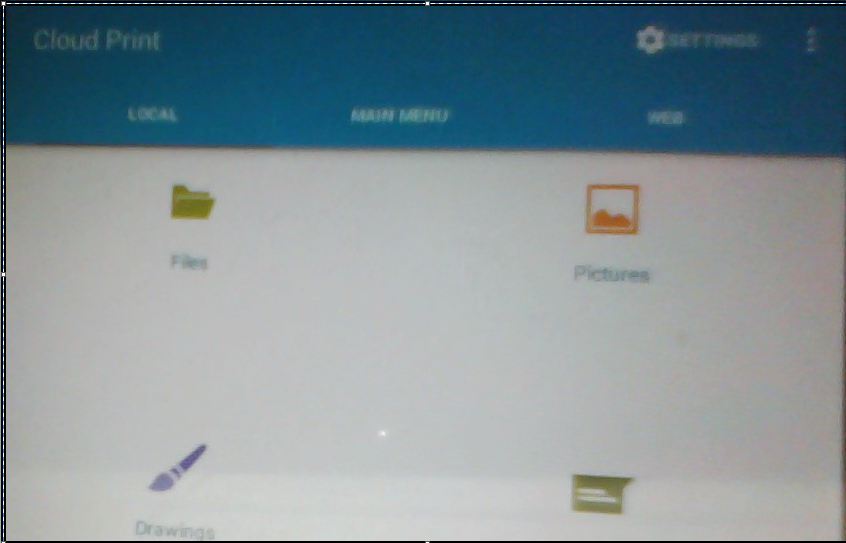 Cloud Print
SETTINGS
LOCAL MAIN MENU WEB
Files Pictures
Drawings